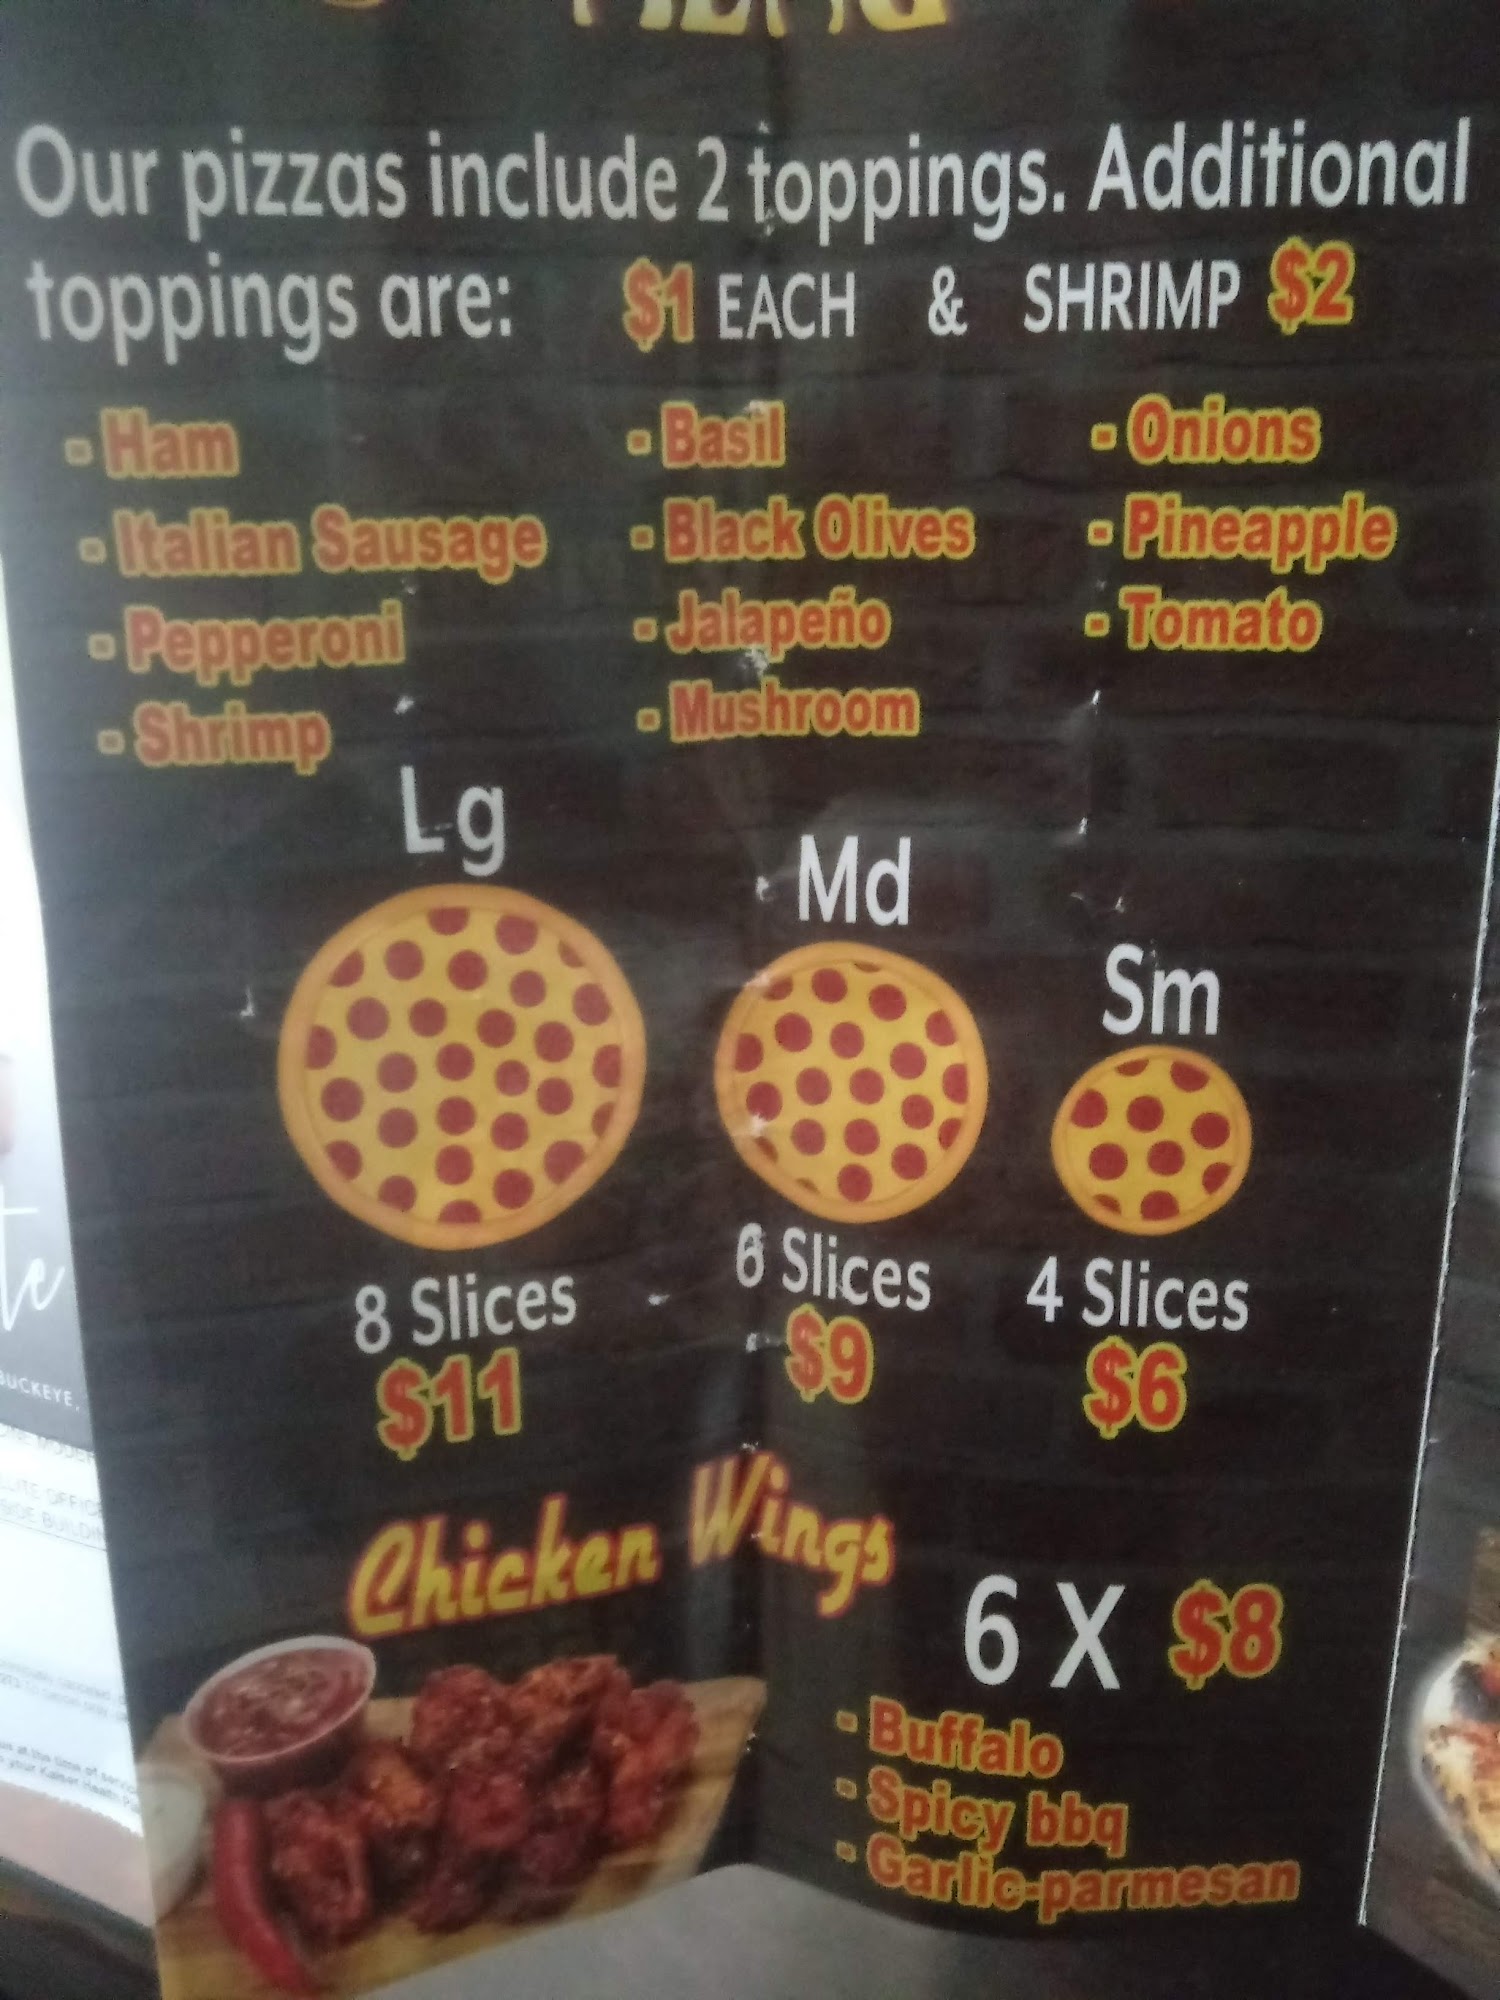 Our pizzas include 2 toppings. Additional
toppings are: $1 EACH & SHRIMP $2
- Ham
- Italian Sausage
- Pepperoni
- Shrimp
- Basil
- Black Olives
- Jalapeño
- Mushroom
- Onions
- Pineapple
- Tomato
Lg
8 Slices
$11
Md
6 Slices
$9
Sm
4 Slices
$6
Chicken Wings
6 X $8
- Buffalo
- Spicy bbq
- Garlic-parmesan
BUCKEYE,